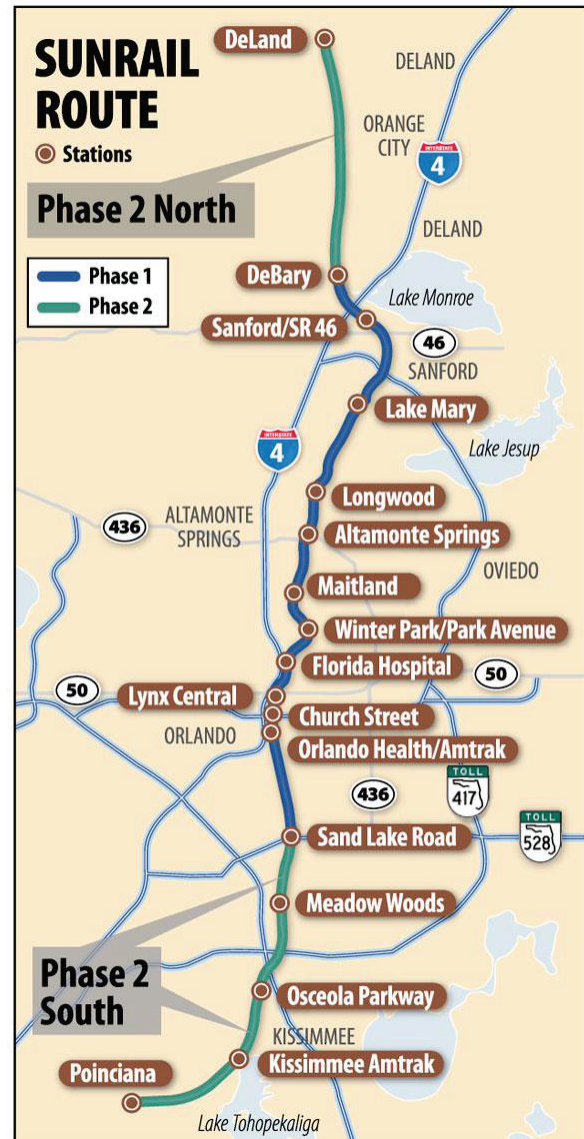 SUNRAIL
ROUTE
Stations
DeLand
DELAND
ORANGE
CITY
INTERSTATE
4
Phase 2 North
DELAND
Phase 1
Phase 2
DeBary
Lake Monroe
Sanford/SR 46
46
SANFORD
Lake Mary
INTERSTATE
4
Lake Jesup
Longwood
436
ALTAMONTE
SPRINGS
Altamonte Springs
OVIEDO
Maitland
Winter Park/Park Avenue
Florida Hospital
50
50
Lynx Central
Church Street
ORLANDO
Orlando Health/Amtrak
436
TOLL
417
TOLL
528
Sand Lake Road
Meadow Woods
Phase 2
South
Osceola Parkway
KISSIMMEE
Kissimmee Amtrak
Poinciana
Lake Tohopekaliga